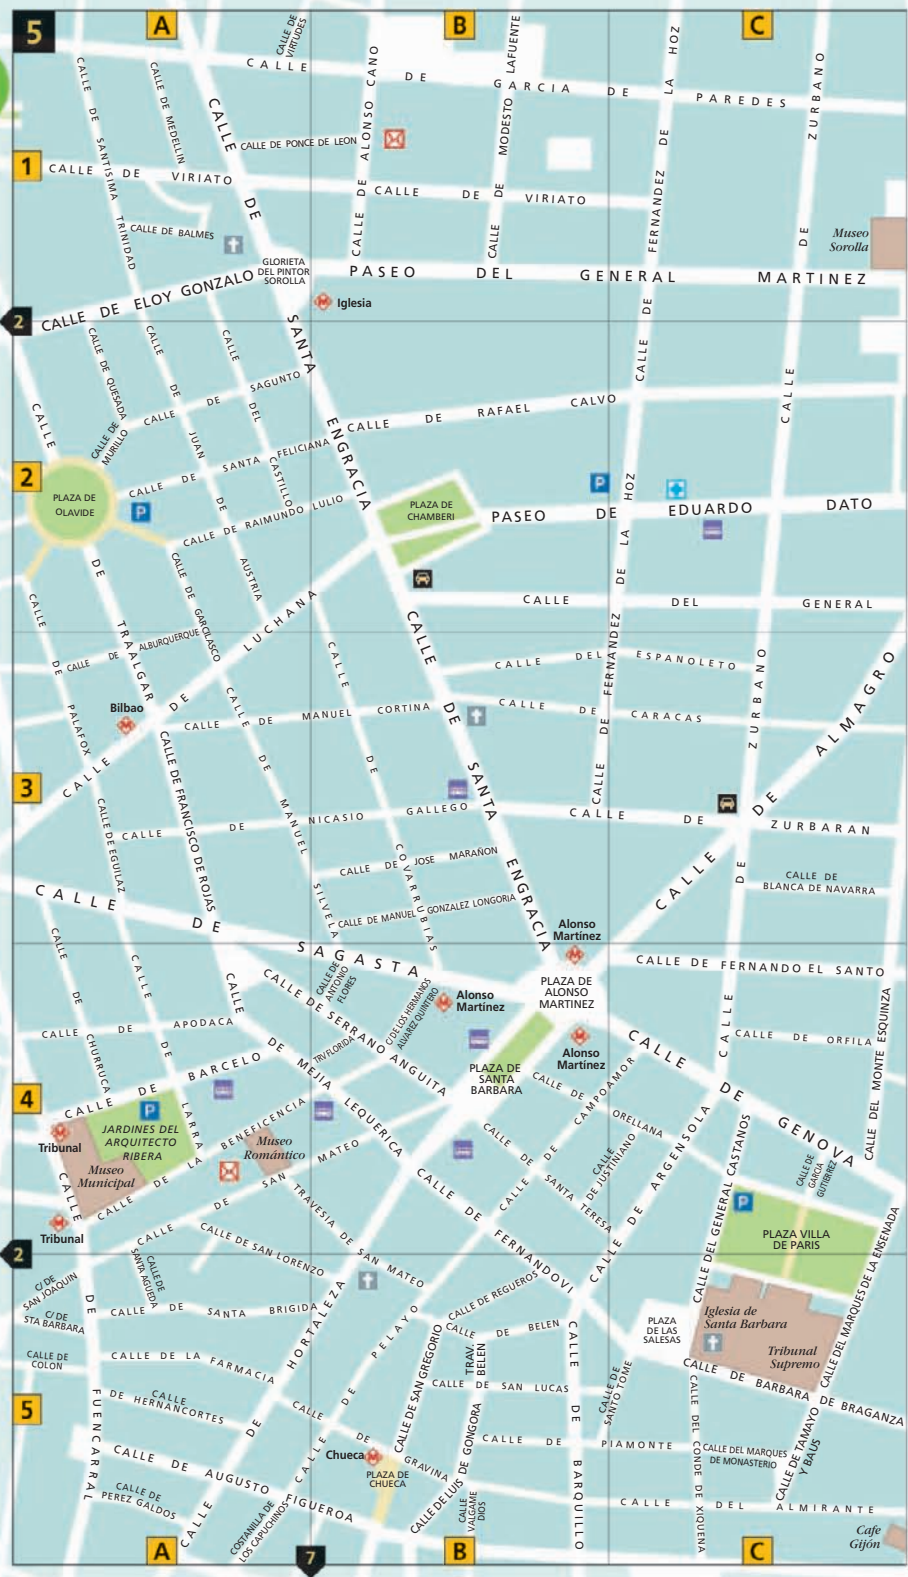 5
A
B
C
CALLE DE VIRTUDES
CALLE DE GARCIA DE PAREDES
CALLE DE SANTISIMA TRINIDAD
CALLE DE MEDELLIN
CALLE DE SANTA ENGRACIA
CALLE DE ALONSO CANO
CALLE DE MODESTO LAFUENTE
CALLE DE FERNANDEZ DE LA HOZ
CALLE DE ZURBANO
CALLE DE PONCE DE LEON
1
CALLE DE VIRIATO
CALLE DE VIRIATO
CALLE DE BALMES
Museo
Sorolla
GLORIETA
DEL PINTOR
SOROLLA
PASEO DEL GENERAL MARTINEZ
CALLE DE ELOY GONZALO
Iglesia
2
CALLE DE QUESADA
CALLE DE JUAN DE AUSTRIA
CALLE DEL CASTILLO
CALLE DE SAGUNTO
CALLE DE
MURILLO
CALLE DE RAFAEL CALVO
CALLE DE SANTA FELICIANA
2
PLAZA DE
OLAVIDE
P
CALLE DE RAIMUNDO LULIO
PLAZA DE
CHAMBERI
P
PASEO DE EDUARDO DATO
CALLE DE TRAALGAR
CALLE DE GARCILASCO
CALLE DE PALAFOX
CALLE DE ALBURQUERQUE
CALLE DE LUCHANA
CALLE DEL GENERAL
CALLE DEL ESPANOLETO
CALLE DE CARACAS
CALLE DE FERNANDEZ DE LA HOZ
CALLE DE ZURBANO
CALLE DE ALMAGRO
Bilbao
CALLE DE MANUEL CORTINA
CALLE DE SANTA ENGRACIA
CALLE DE COVARRUBIAS
CALLE DE MANUEL SILVELA
3
CALLE DE EGUILAZ
CALLE DE FRANCISCO DE ROJAS
CALLE DE NICASIO GALLEGO
CALLE DE ZURBARAN
CALLE DE JOSE MARAÑON
CALLE DE
BLANCA DE NAVARRA
CALLE DE MANUEL GONZALEZ LONGORIA
CALLE DE SAGASTA
Alonso
Martínez
CALLE DE FERNANDO EL SANTO
CALLE DE CHURRUCA
CALLE DE LARRA
CALLE DE MEJIA LEQUERICA
CALLE DE SERRANO ANGUITA
CALLE DE
ANTONIO
FLORES
C/DE LOS HERMANOS
ALVAREZ QUINTERO
Alonso
Martínez
PLAZA DE
ALONSO
MARTINEZ
CALLE DE APODACA
TRV.FLORIDA
Alonso
Martínez
CALLE DE ORFILA
CALLE DEL MONTE ESQUINZA
CALLE DE GENOVA
CALLE DE BARCELO
PLAZA DE
SANTA
BARBARA
CALLE DE ORELLANA
CALLE DE CAMPOAMOR
4
P
JARDINES DEL
ARQUITECTO
RIBERA
Tribunal
Museo
Municipal
CALLE DE LA BENEFICENCIA
Museo
Romántico
CALLE DE SAN MATEO
CALLE DE SANTA TERESA
CALLE
DE JUSTINIANO
CALLE DE ARGENSOLA
CALLE DEL GENERAL CASTANOS
CALLE DE
GARCIA
GUTIERREZ
P
PLAZA VILLA
DE PARIS
Tribunal
CALLE DE FUENCARRAL
TRAVESIA DE SAN MATEO
CALLE DE FERNANDOVI
CALLE DEL MARQUES DE LA ENSENADA
2
C/ DE
SAN JOAQUIN
CALLE DE
SANTA AGUEDA
CALLE DE SAN LORENZO
C/ DE
STA BARBARA
CALLE DE SANTA BRIGIDA
CALLE DE HORTALEZA
CALLE DE PELAYO
CALLE DE REGUEROS
CALLE DE BELEN
TRAV.
BELEN
PLAZA
DE LAS
SALESAS
Iglesia de
Santa Barbara
Tribunal
Supremo
CALLE DE
COLON
CALLE DE LA FARMACIA
CALLE DE SAN GREGORIO
CALLE DE SAN LUCAS
CALLE DE
SANTO TOME
CALLE DE BARBARA DE BRAGANZA
5
CALLE
DE HERNANCORTES
CALLE DE GRAVINA
CALLE DE LUIS DE GONGORA
CALLE DE BARQUILLO
CALLE DE PIAMONTE
CALLE DEL CONDE DE XIQUENA
CALLE DEL MARQUES
DE MONASTERIO
CALLE DE TAMAYO
Y BAUS
Chueca
PLAZA DE
CHUECA
CALLE DE AUGUSTO FIGUEROA
CALLE DE
PEREZ GALDOS
COSTANILLA DE
LOS CAPUCHINOS
CALLE
VALGAME
DIOS
CALLE DEL ALMIRANTE
Cafe
Gijón
A
7
B
C